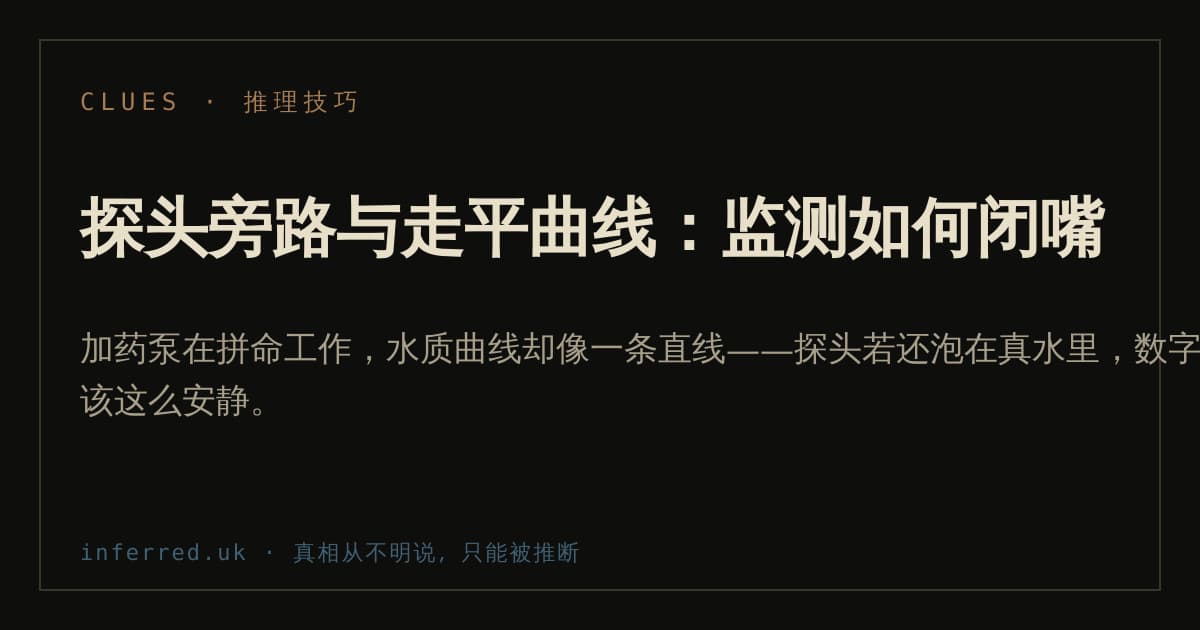 CLUES · 推理技巧
探头旁路与走平曲线：监测如何闭嘴
加药泵在拼命工作，水质曲线却像一条直线——探头若还泡在真水里，数字
该这么安静。
inferred.uk · 真相从不明说，只能被推断